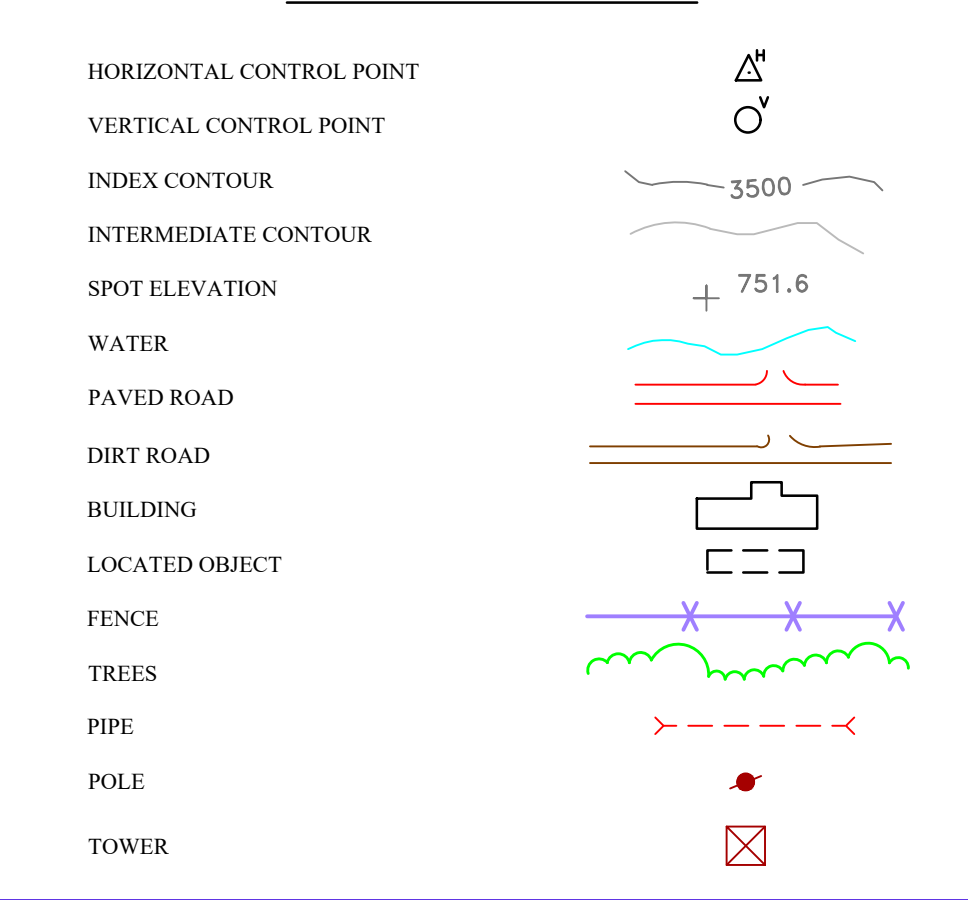 HORIZONTAL CONTROL POINT H
VERTICAL CONTROL POINT V
INDEX CONTOUR 3500
INTERMEDIATE CONTOUR
SPOT ELEVATION 751.6
WATER
PAVED ROAD
DIRT ROAD
BUILDING
LOCATED OBJECT
FENCE
TREES
PIPE
POLE
TOWER